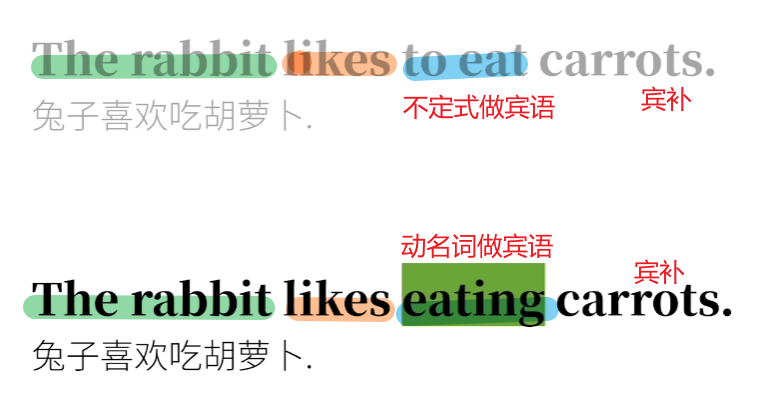 The rabbit likes to eat carrots.
不定式做宾语
宾补
兔子喜欢吃胡萝卜.
动名词做宾语
宾补
The rabbit likes eating carrots.
兔子喜欢吃胡萝卜.